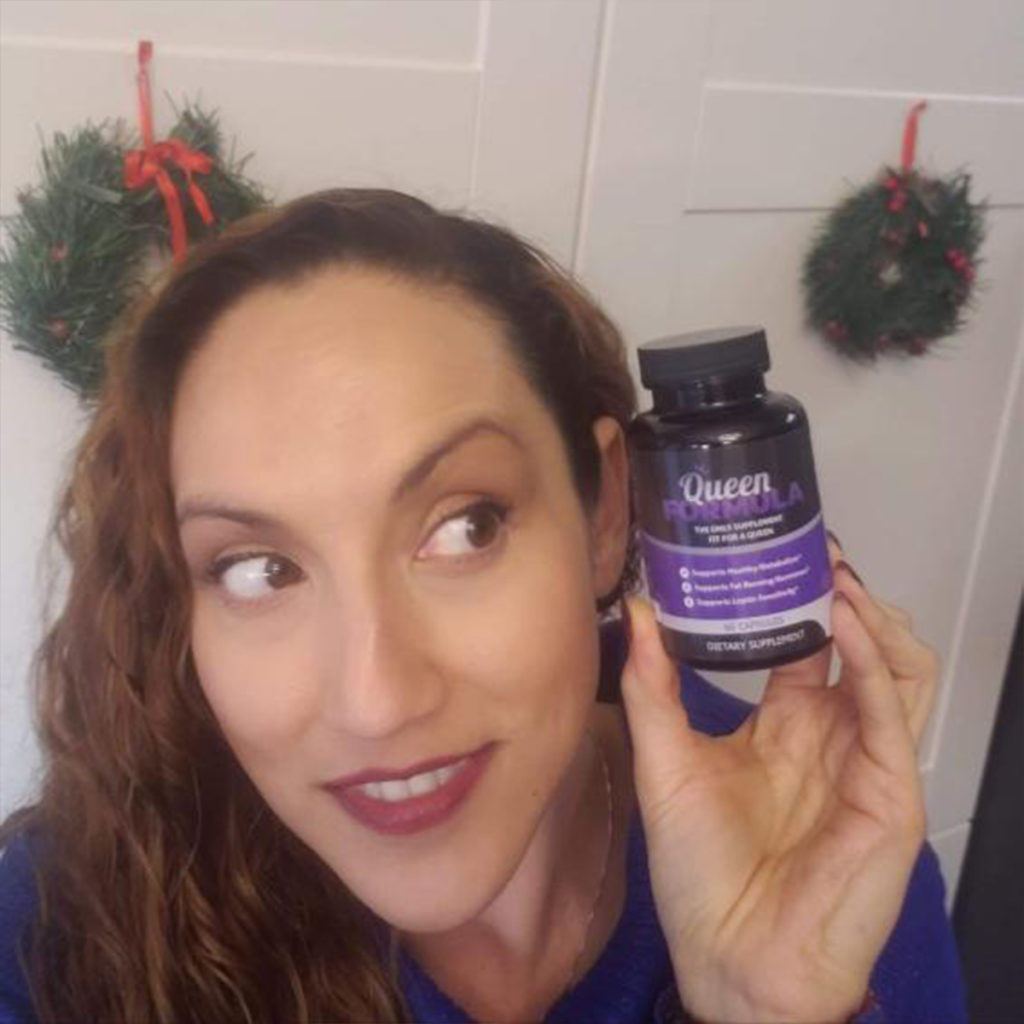 Queen
FORMULA
THE ONLY SUPPLEMENT
FIT FOR A QUEEN
Supports Healthy Metabolism*
Supports Fat Burning Hormones*
Supports Leptin Sensitivity*
60 CAPSULES
DIETARY SUPPLEMENT